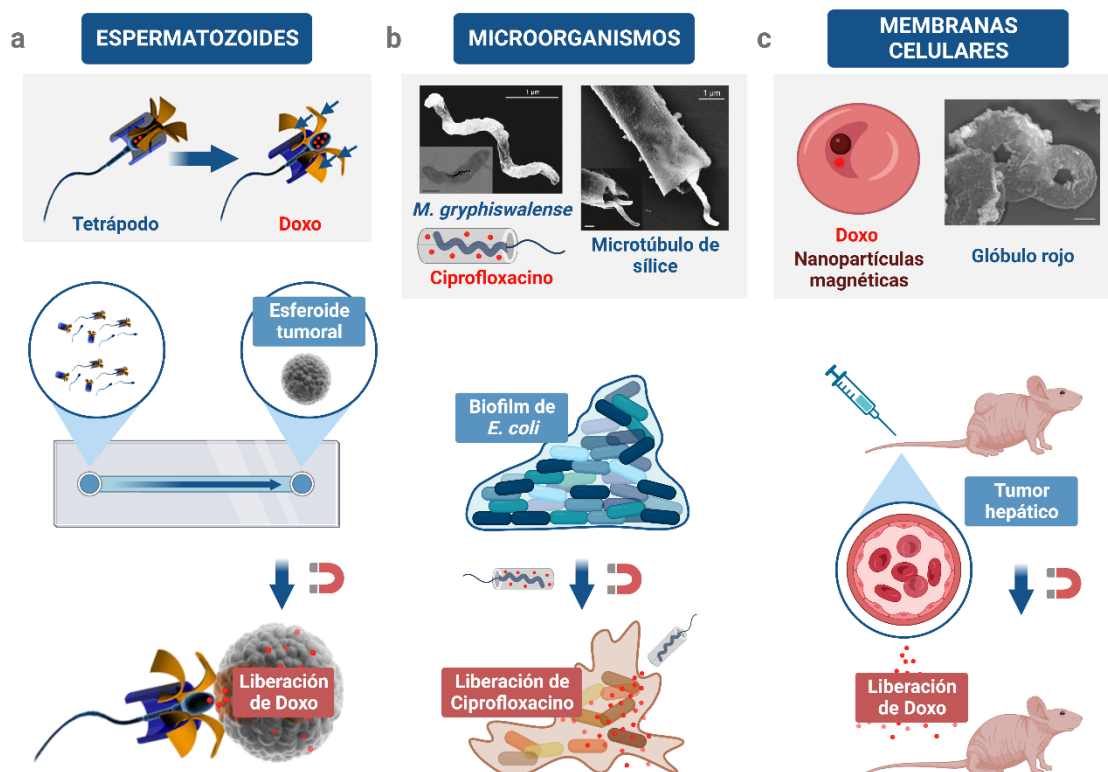 a
ESPERMATOZOIDES
Tetrápodo
Doxo
Esferoide
tumoral
Liberación
de Doxo
b
MICROORGANISMOS
1 µm
1 µm
M. gryphiswalense
Ciprofloxacino
Microtúbulo de
sílice
Biofilm de
E. coli
Liberación de
Ciprofloxacino
c
MEMBRANAS
CELULARES
Doxo
Nanopartículas
magnéticas
Glóbulo rojo
Tumor
hepático
Liberación
de Doxo